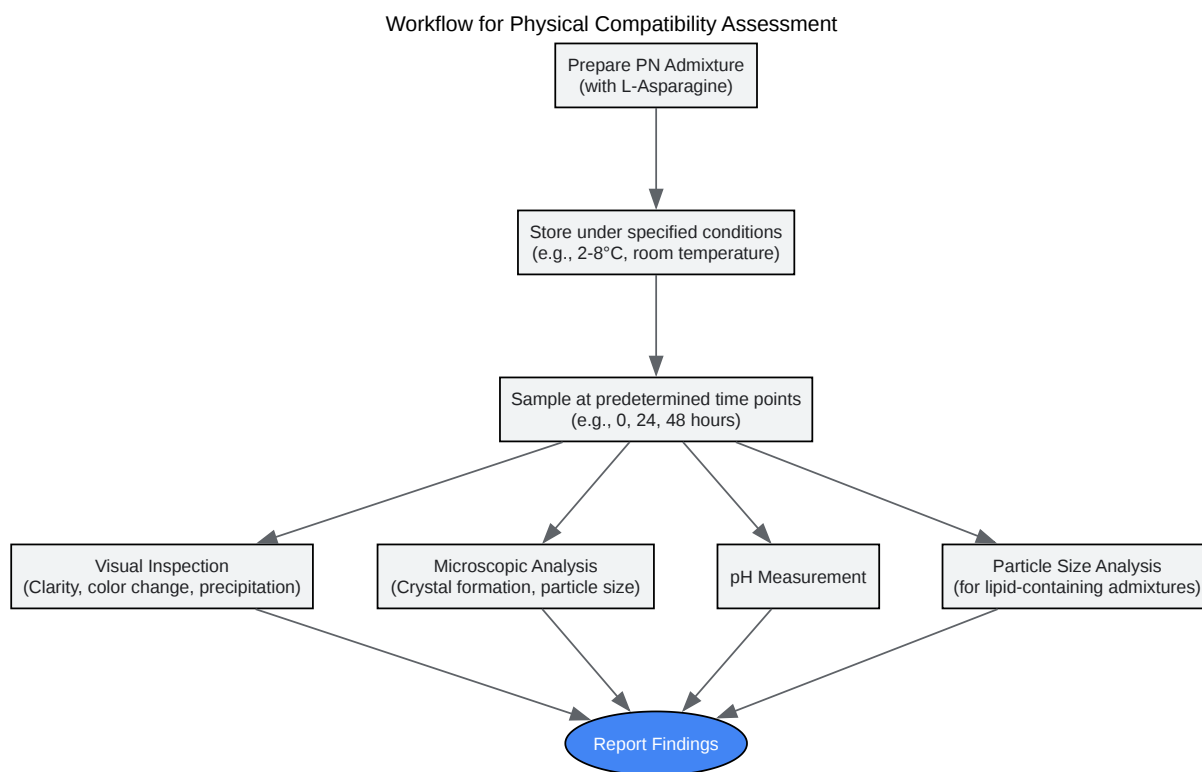 Workflow for Physical Compatibility Assessment
Prepare PN Admixture
(with L-Asparagine)
Store under specified conditions
(e.g., 2-8°C, room temperature)
Sample at predetermined time points
(e.g., 0, 24, 48 hours)
Visual Inspection
(Clarity, color change, precipitation)
Microscopic Analysis
(Crystal formation, particle size)
pH Measurement
Particle Size Analysis
(for lipid-containing admixtures)
Report Findings